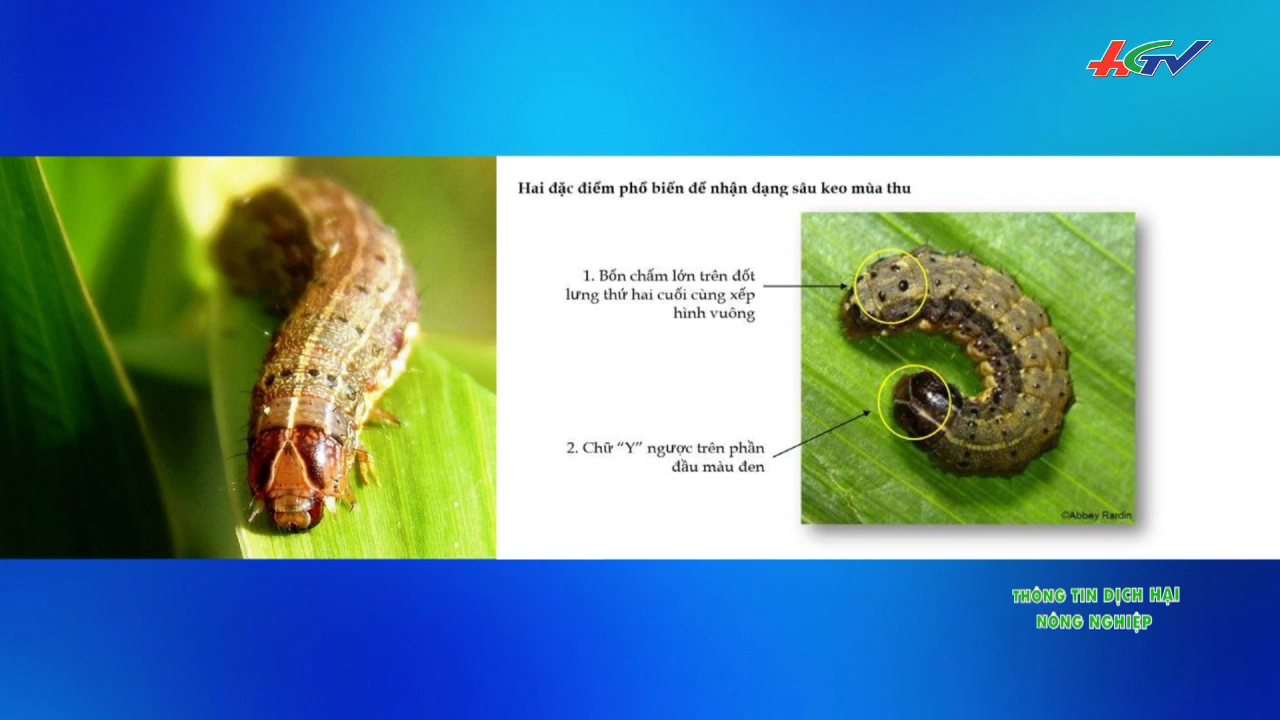 HGTV
Hai đặc điểm phổ biến để nhận dạng sâu keo mùa thu
1. Bốn chấm lớn trên đốt
lưng thứ hai cuối cùng xếp
hình vuông
2. Chữ “Y” ngược trên phần
đầu màu đen
©Abbey Rardin
THÔNG TIN DỊCH HẠI
NÔNG NGHIỆP